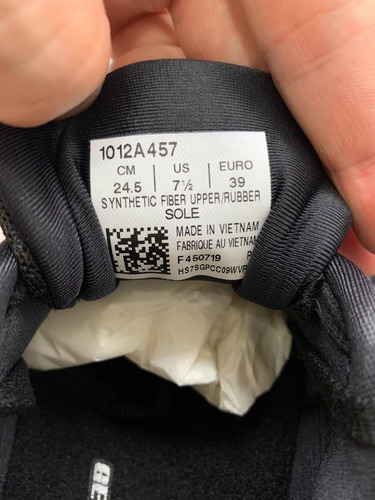 1012A457
CM US EURO
24.5 7½ 39
SYNTHETIC FIBER UPPER/RUBBER
SOLE
MADE IN VIETNAM
FABRIQUE AU VIETNAM
F450719
HS7SGPCC09WVR